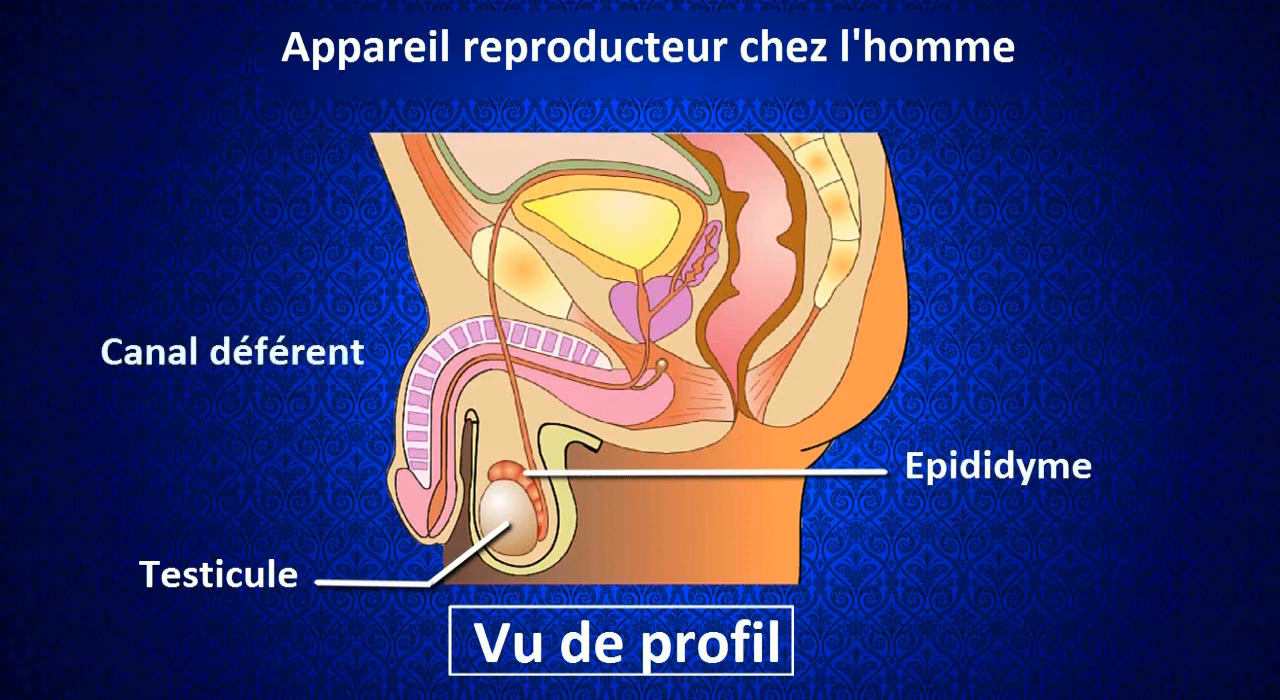 Appareil reproducteur chez l'homme
Canal déférent
Epididyme
Testicule
Vu de profil